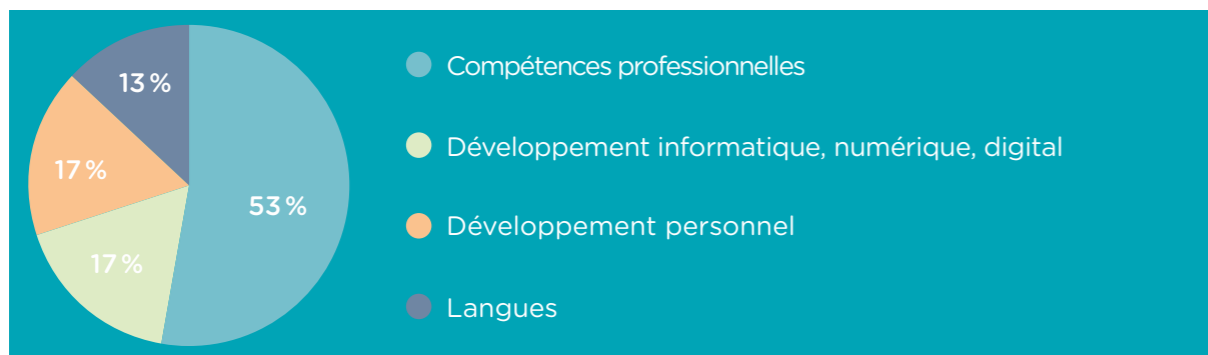 13 %
17 %
53 %
17 %
Compétences professionnelles
Développement informatique, numérique, digital
Développement personnel
Langues